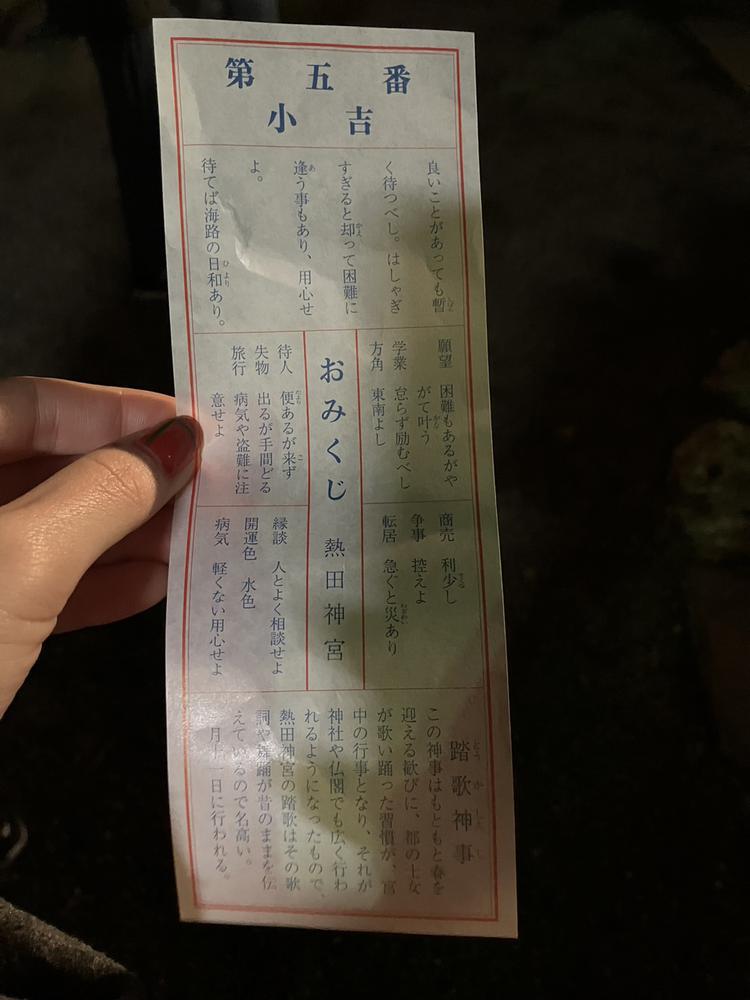 第五番
小吉
良いことがあっても暫
く待つべし。はしゃぎ
すぎると却って困難に
逢う事もあり、用心せ
よ。
待てば海路の日和あり。
願望 困難もあるがや
がて叶う
学業 怠らず励むべし
方角 東南よし
商売 利少し
争事 控えよ
転居 急ぐと災あり
おみくじ 熱田神宮
待人 便あるが来ず
失物 出るが手間どる
旅行 病気や盗難に注
意せよ
縁談 人とよく相談せよ
開運色 水色
病気 軽くない用心せよ
踏歌神事
この神事はもともと春を
迎える歓びに、都の士女
が歌い踊った習慣が、宮
中の行事となり、それが
神社や仏閣でも広く行わ
れるようになったもので、
熱田神宮の踏歌はその歌
詞や舞踊が昔のままを伝
えているので名高い。
一月十一日に行われる。